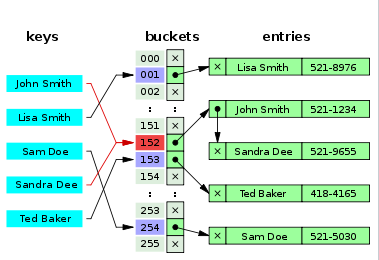 keys buckets entries
000 ×
John Smith 001 × Lisa Smith 521-8976
002 ×
Lisa Smith : :
151 × John Smith 521-1234
Sam Doe 152
153 × Sandra Dee 521-9655
Sandra Dee 154 ×
: : × Ted Baker 418-4165
Ted Baker 253 ×
254 × Sam Doe 521-5030
255 ×